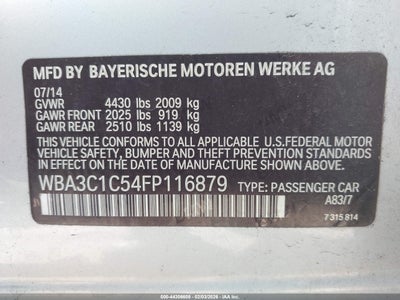 MFD BY BAYERISCHE MOTOREN WERKE AG
07/14
GVWR 4430 lbs 2009 kg
GAWR FRONT 2025 lbs 919 kg
GAWR REAR 2510 lbs 1139 kg
THIS VEHICLE CONFORMS TO ALL APPLICABLE U.S.FEDERAL MOTOR
VEHICLE SAFETY, BUMPER, AND THEFT PREVENTION STANDARDS
IN EFFECT ON THE DATE OF MANUFACTURE SHOWN ABOVE.
WBA3C1C54FP116879 TYPE: PASSENGER CAR
A83/7
7 315 814